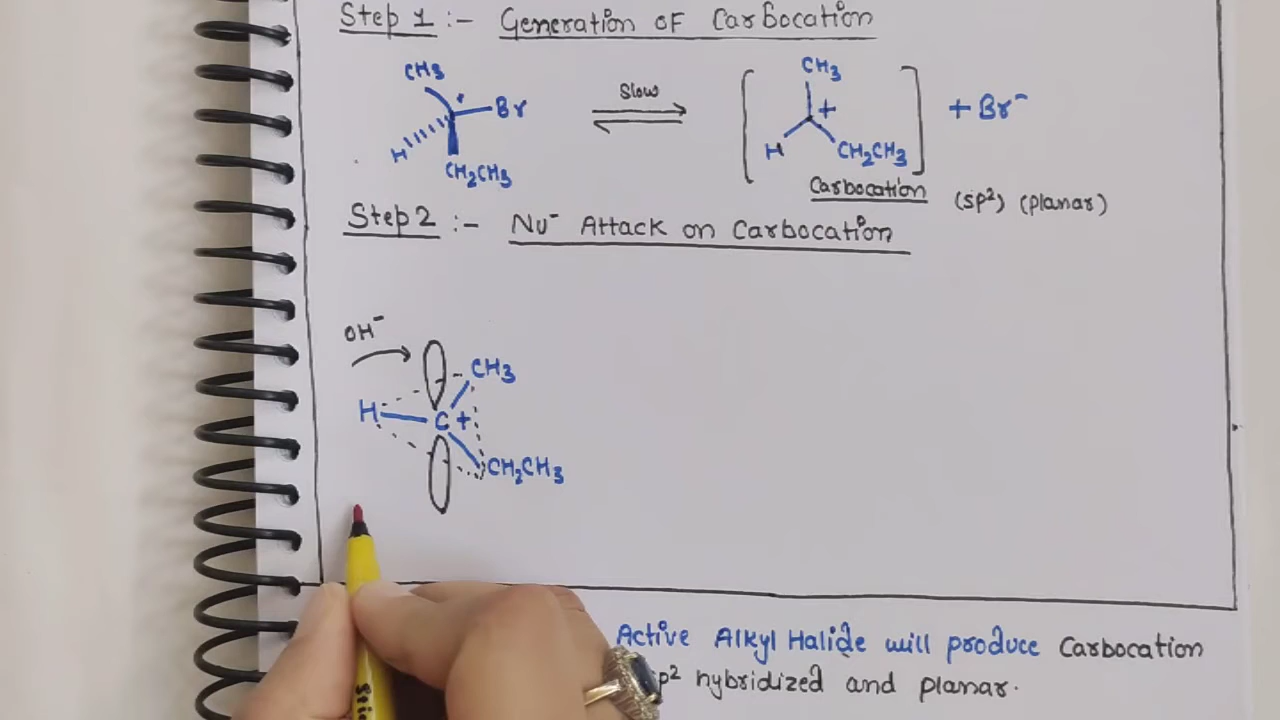 Step 1 :- Generation of Carbocation
CH3
Br
H
CH2CH3
Slow
CH3
+
H
CH2CH3
+ Br-
Carbocation (sp2) (planar)
Step 2 :- Nu- Attack on Carbocation
OH-
CH3
H C +
CH2CH3
Active Alkyl Halide will produce Carbocation
hybridized and planar.